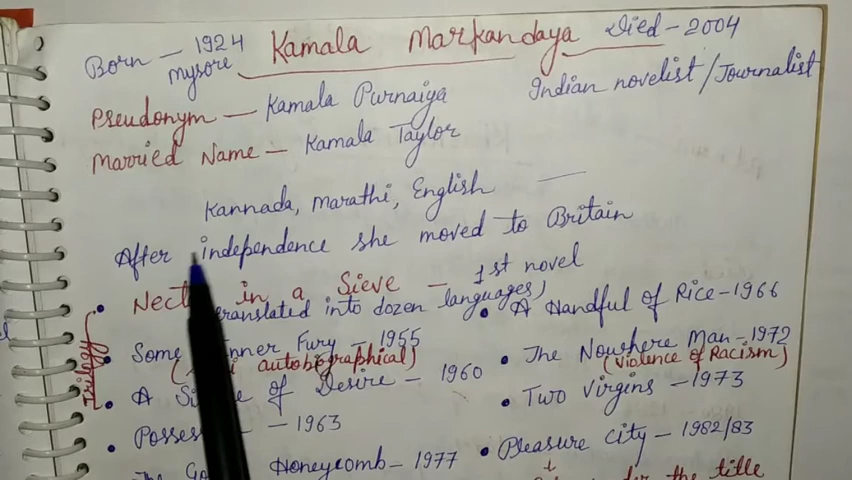 Born - 1924 Kamala Markandaya Died - 2004
Mysore
Pseudonym - Kamala Purnaiya Indian novelist/Journalist
Married Name - Kamala Taylor
Kannada, Marathi, English -
After independence she moved to Britain
in a Sieve - 1st novel
translated into dozen languages)
• A Handful of Rice - 1966
Trilogy
• Some Inner Fury - 1955
autobiographical)
• The Nowhere Man - 1972
(Violence of Racism)
• A of Desire - 1960
• Two Virgins - 1973
• - 1963
Honeycomb - 1977
• Pleasure city - 1982/83
the title